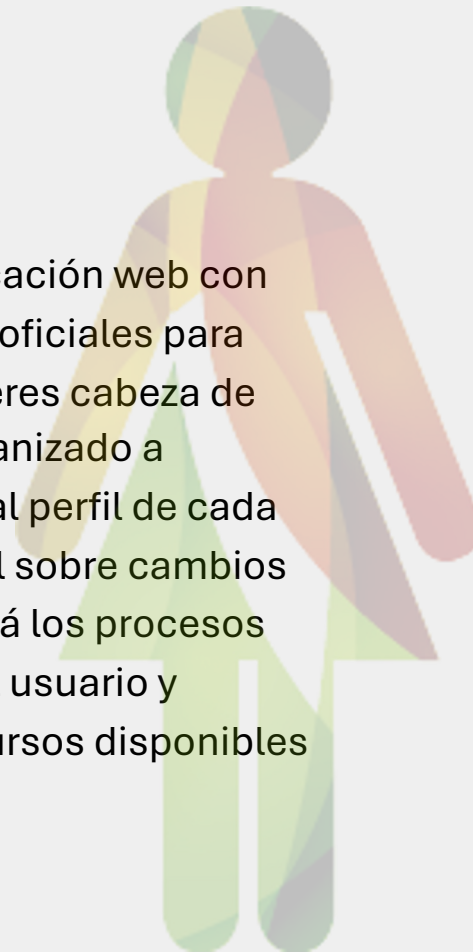 cación web con
oficiales para
eres cabeza de
anizado a
al perfil de cada
l sobre cambios
á los procesos
usuario y
ursos disponibles